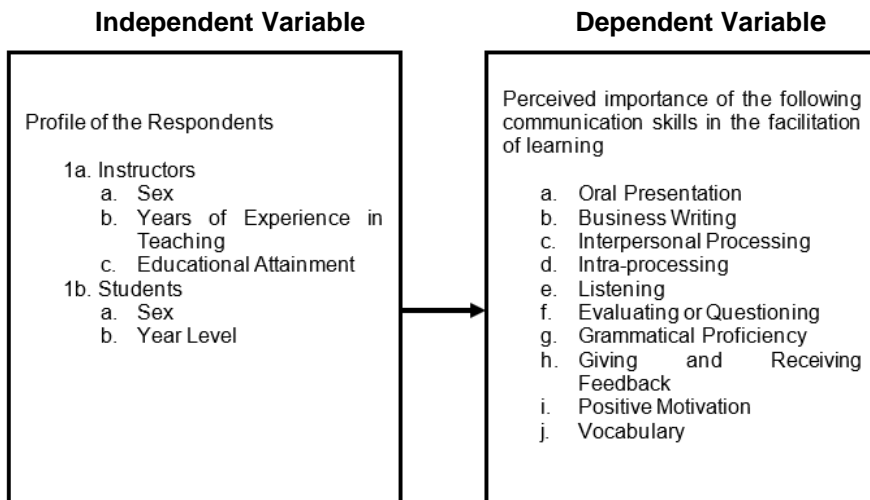 Independent Variable
Profile of the Respondents
1a. Instructors
a. Sex
b. Years of Experience in
Teaching
c. Educational Attainment
1b. Students
a. Sex
b. Year Level
Dependent Variable
Perceived importance of the following
communication skills in the facilitation
of learning
a. Oral Presentation
b. Business Writing
c. Interpersonal Processing
d. Intra-processing
e. Listening
f. Evaluating or Questioning
g. Grammatical Proficiency
h. Giving and Receiving
Feedback
i. Positive Motivation
j. Vocabulary